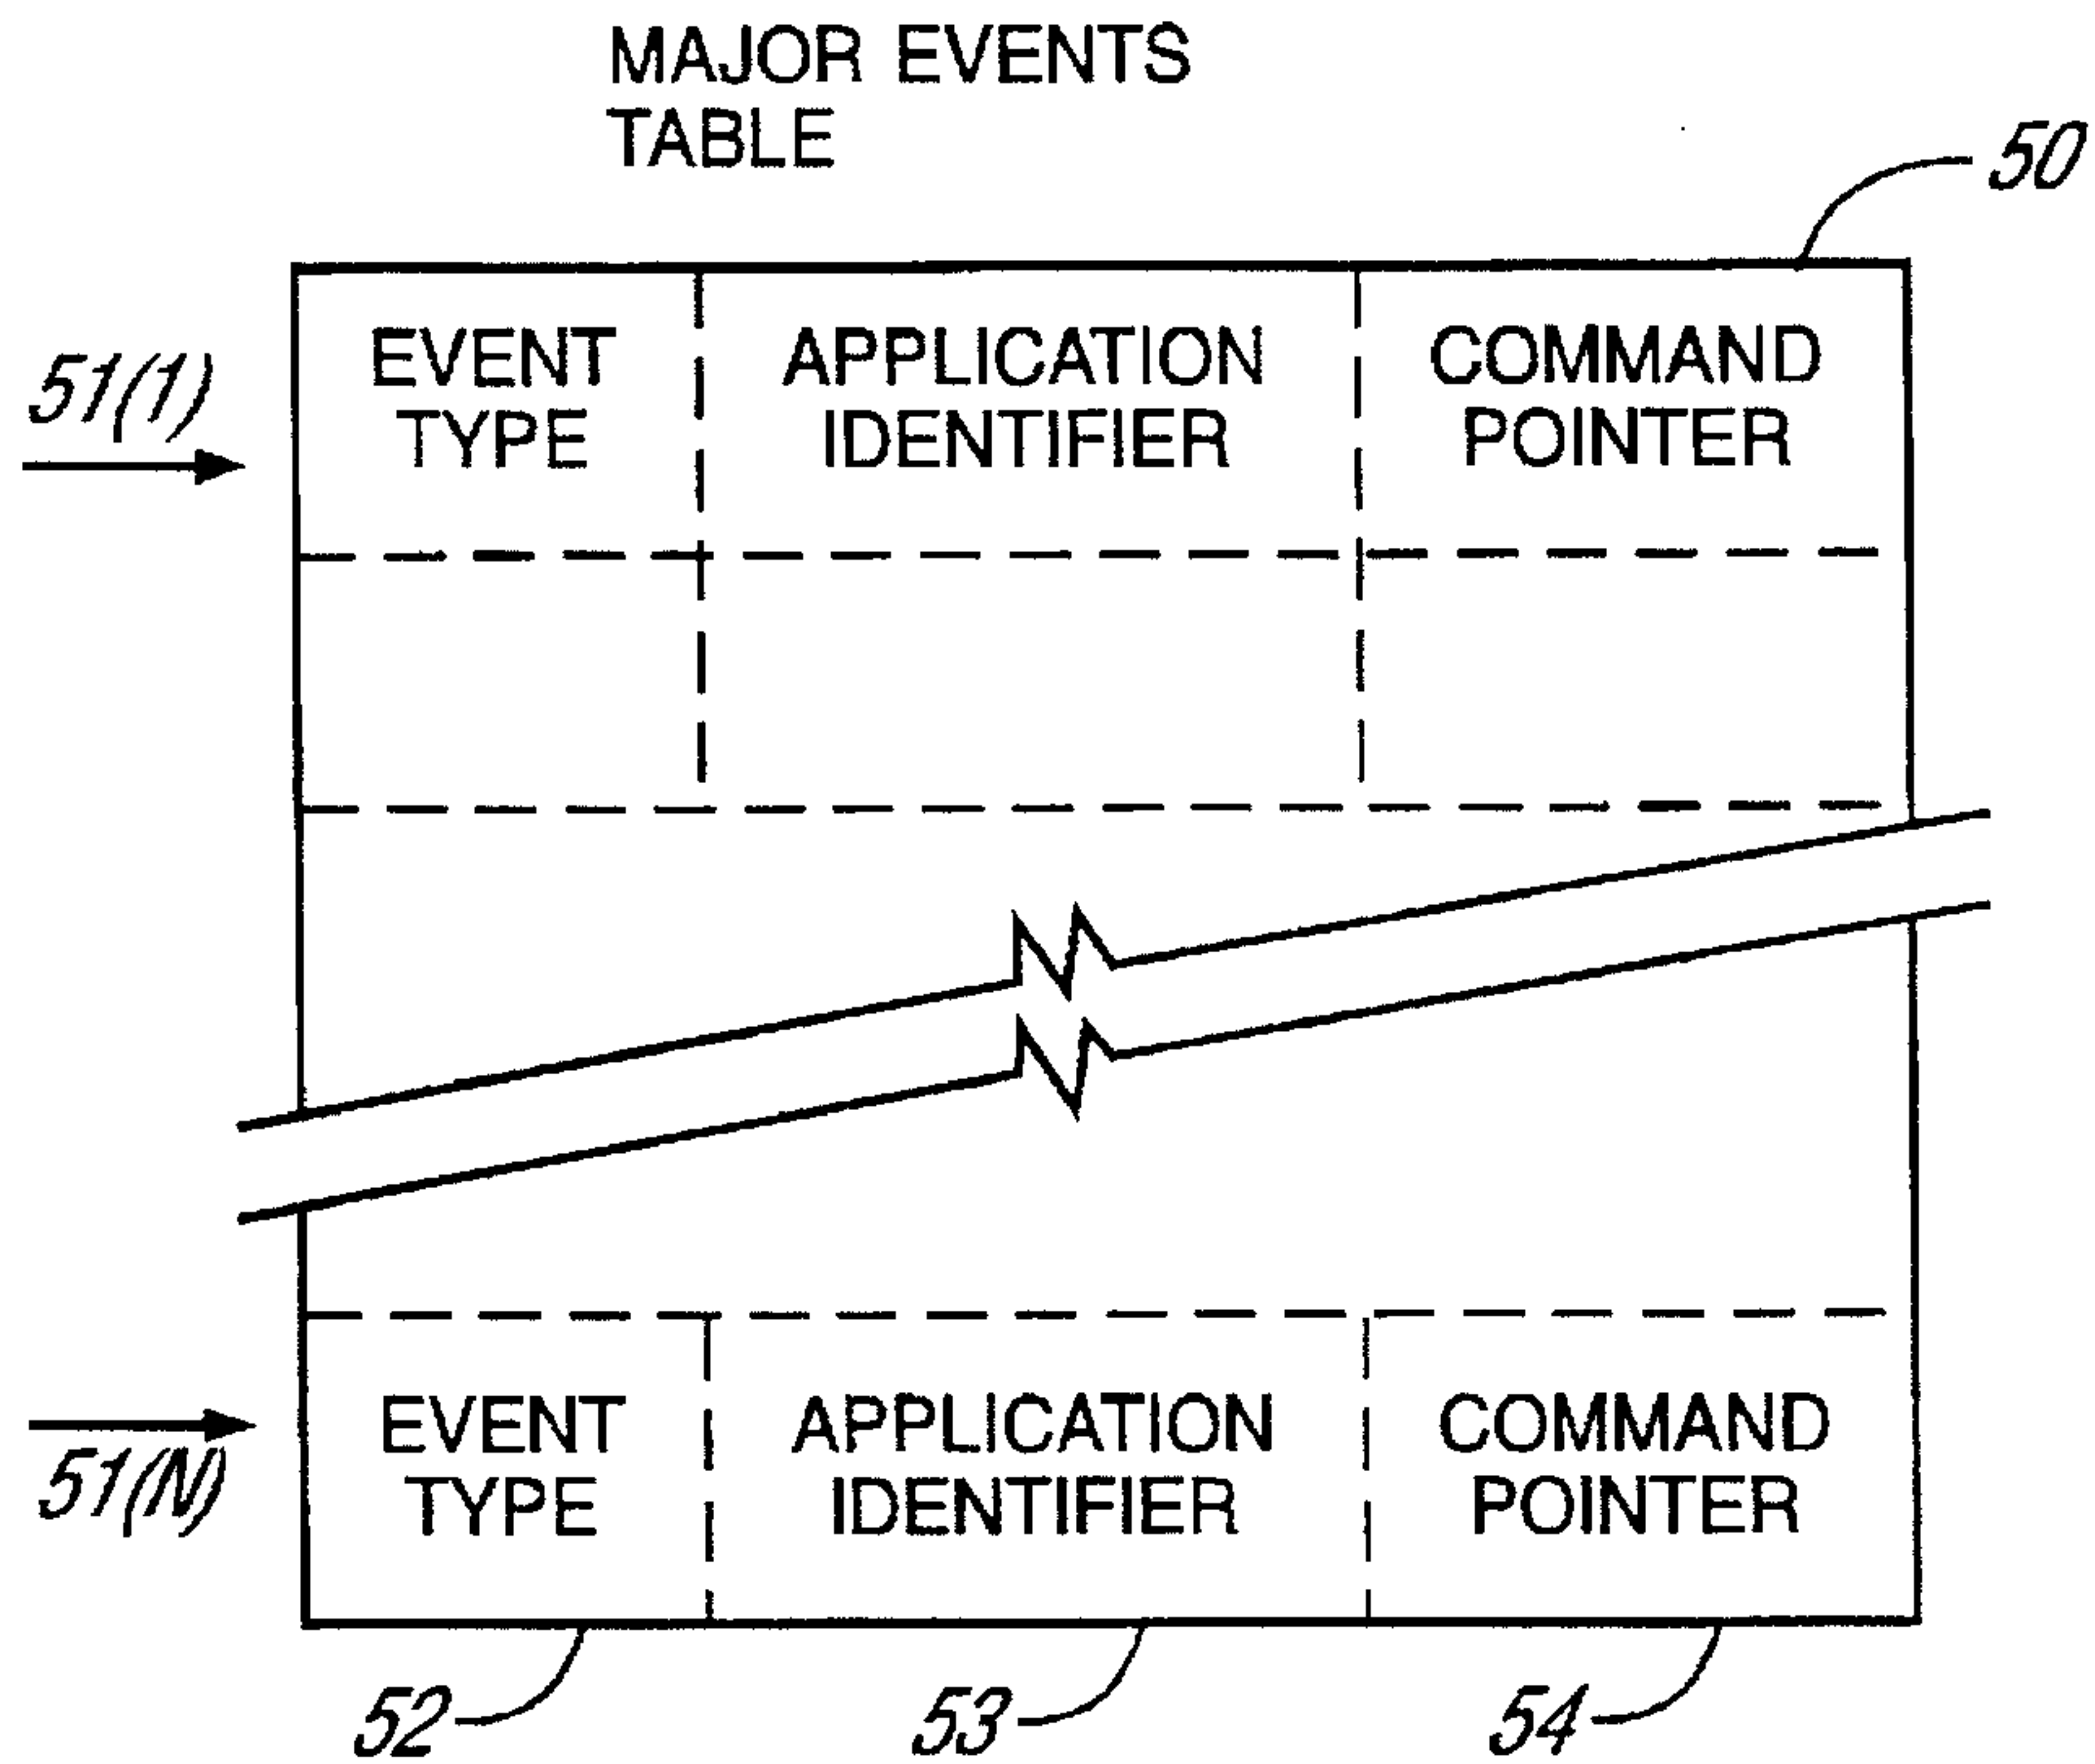 MAJOR EVENTS
TABLE
50
51(1)
EVENT TYPE
APPLICATION IDENTIFIER
COMMAND POINTER
51(N)
EVENT TYPE
APPLICATION IDENTIFIER
COMMAND POINTER
52
53
54